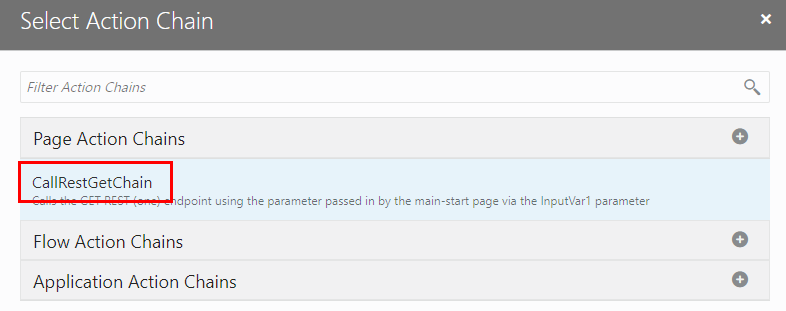 Select Action Chain
Filter Action Chains
Page Action Chains
CallRestGetChain
Calls the GET REST (one) endpoint using the parameter passed in by the main-start page via the InputVar1 parameter
Flow Action Chains
Application Action Chains